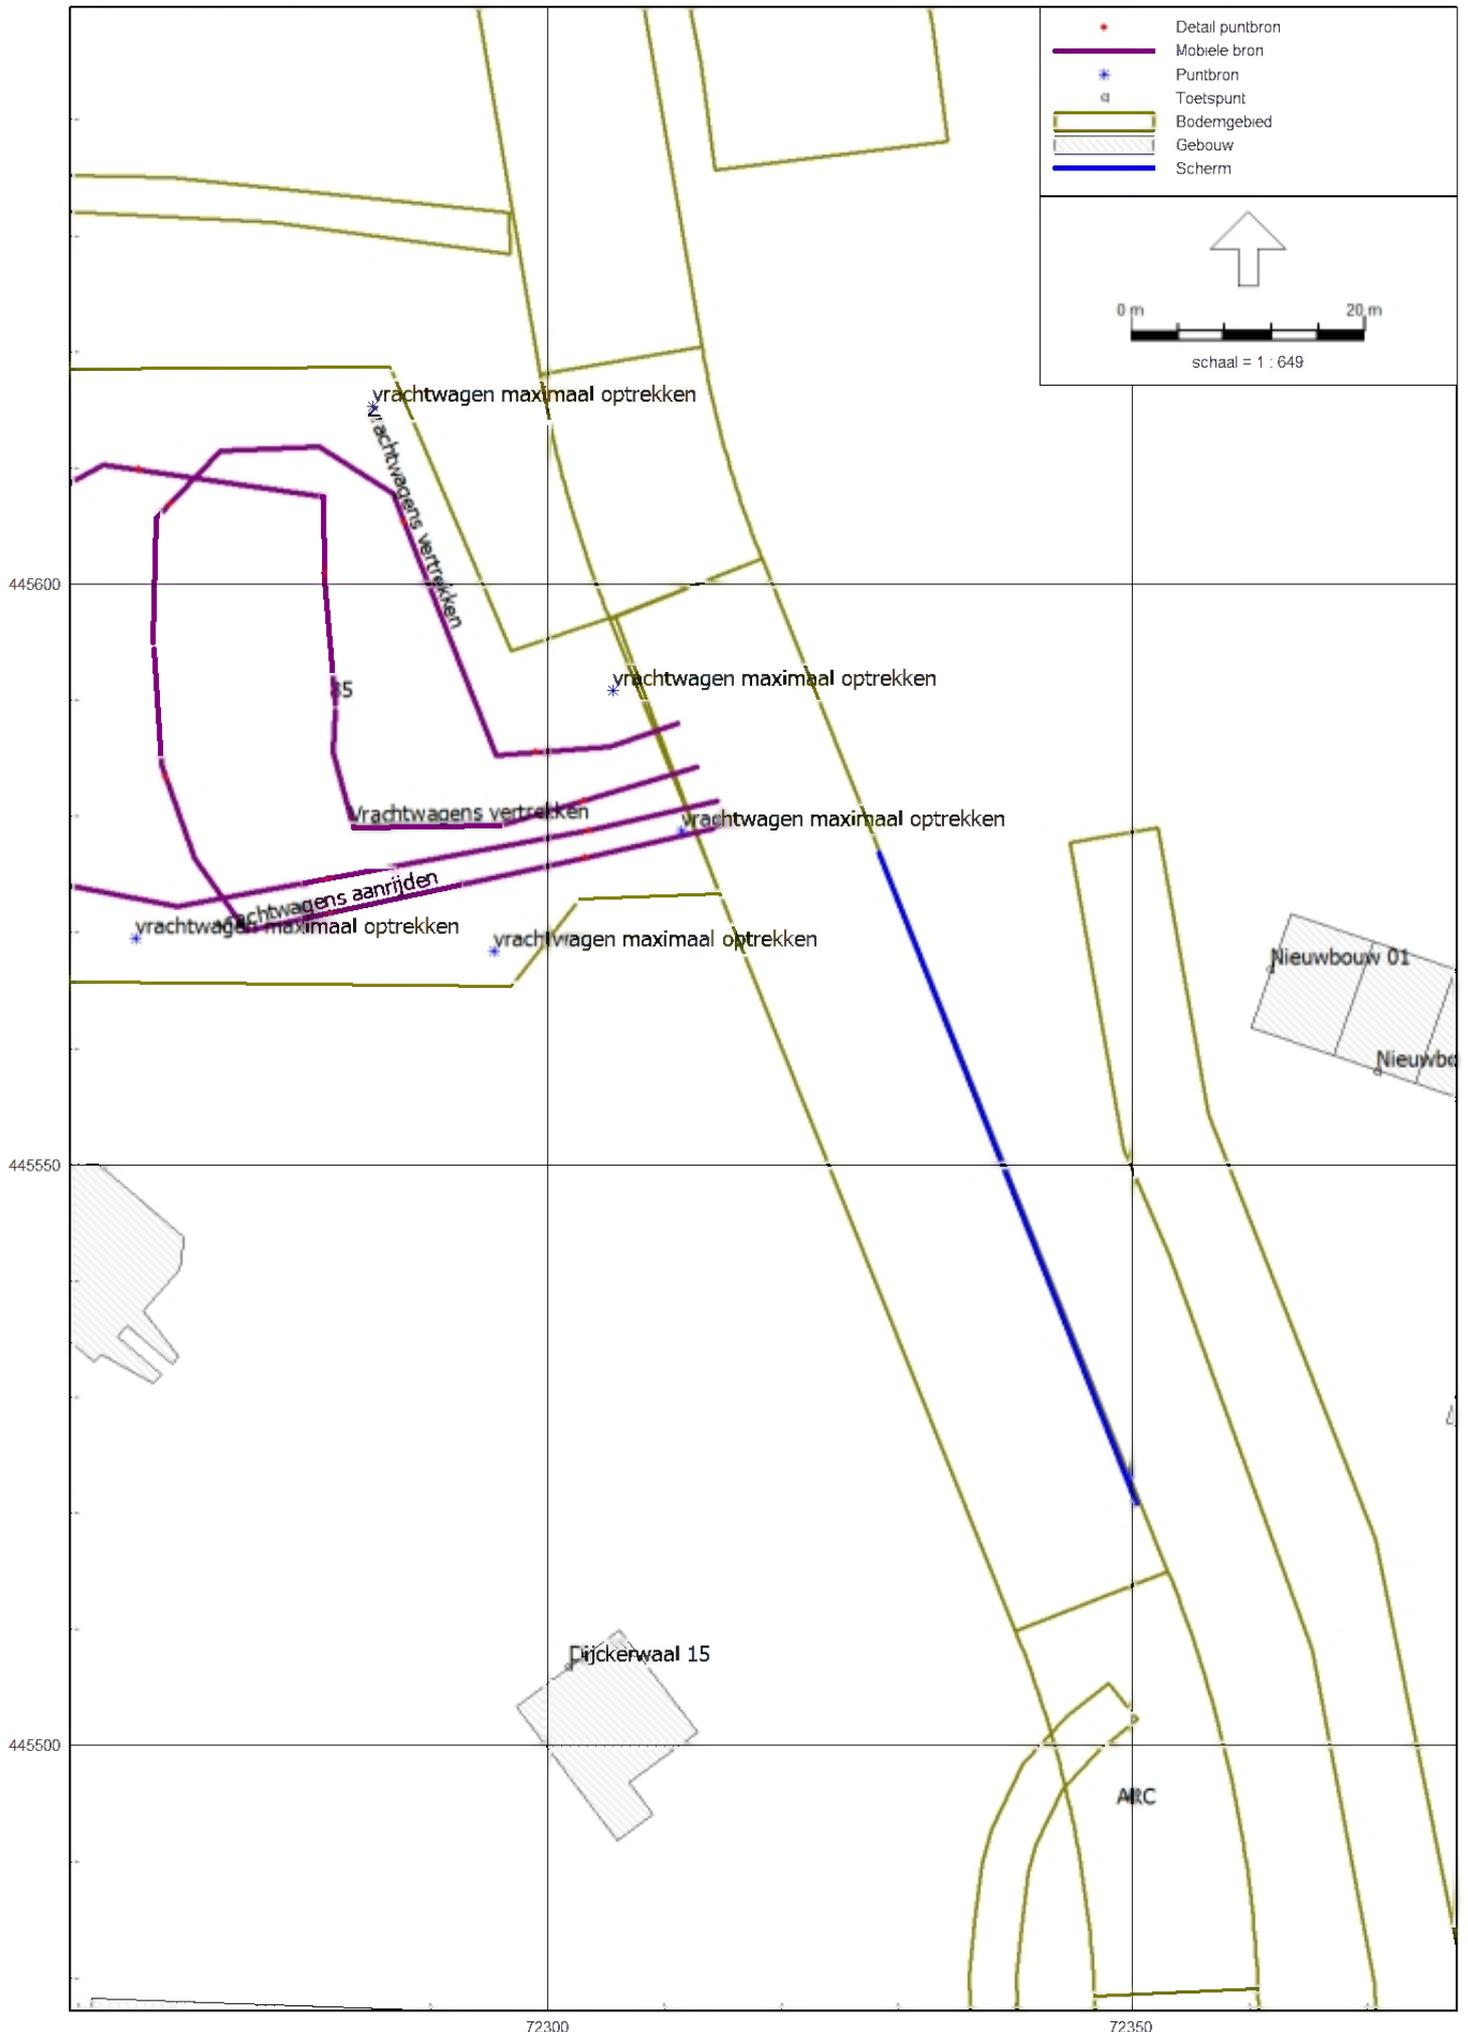 Detail puntbron
Mobiele bron
Puntbron
Toetspunt
Bodemgebied
Gebouw
Scherm
0 m 20 m
schaal = 1 : 649
vrachtwagen maximaal optrekken
Vrachtwagens vertrekken
445600
vrachtwagen maximaal optrekken
35
Vrachtwagens vertrekken
vrachtwagen maximaal optrekken
Vrachtwagens aanrijden
vrachtwagen maximaal optrekken
vrachtwagen maximaal optrekken
Nieuwbouw 01
Nieuwbo
445550
Dijckerwaal 15
445500
72300
72350